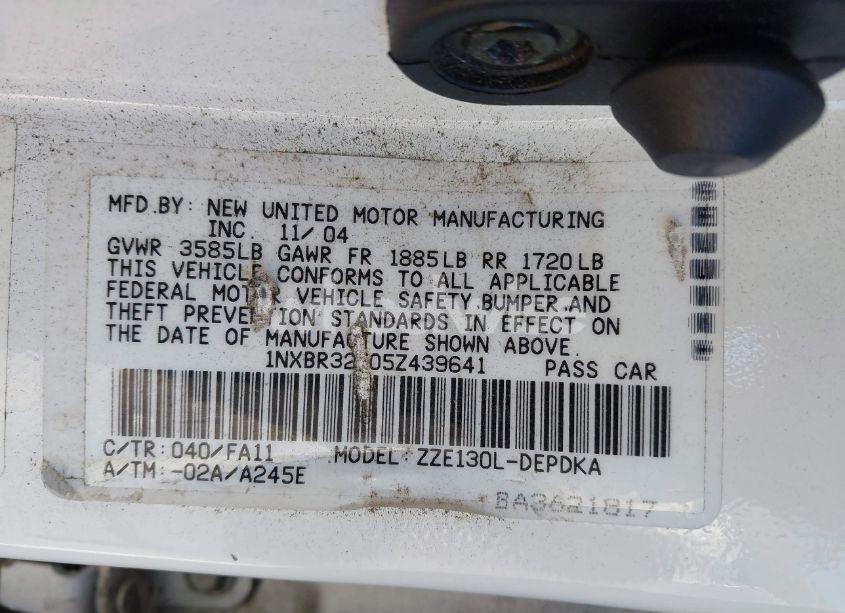 MFD.BY: NEW UNITED MOTOR MANUFACTURING
INC. 11/04
GVWR 3585LB GAWR FR 1885LB RR 1720LB
THIS VEHICLE CONFORMS TO ALL APPLICABLE
FEDERAL MOTOR VEHICLE SAFETY,BUMPER,AND
THEFT PREVENTION STANDARDS IN EFFECT ON
THE DATE OF MANUFACTURE SHOWN ABOVE.
PASS CAR
C/TR:040/FA11 MODEL:ZZE130L-DEPDKA
A/TM:-02A/A245E
BA3621817